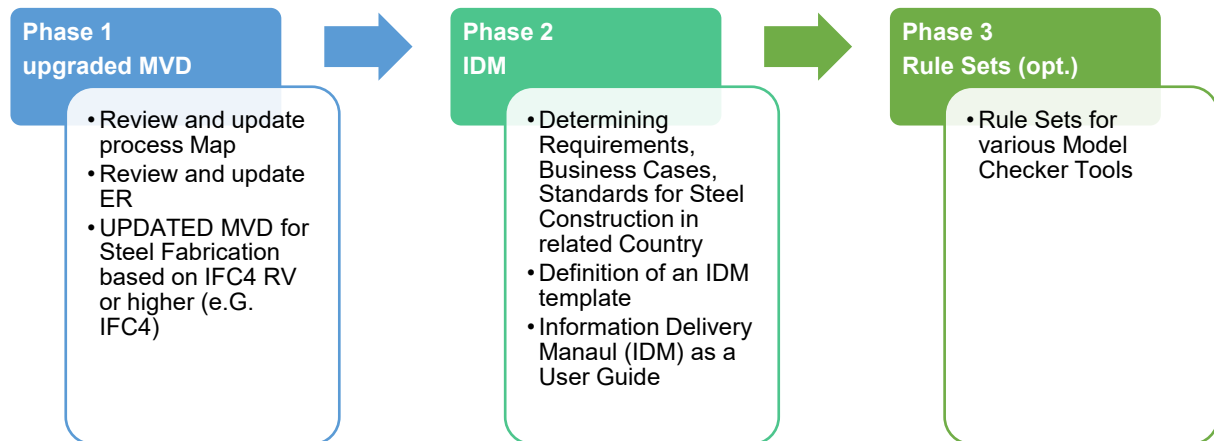 Phase 1
upgraded MVD
• Review and update
process Map
• Review and update
ER
• UPDATED MVD for
Steel Fabrication
based on IFC4 RV
or higher (e.G.
IFC4)
Phase 2
IDM
• Determining
Requirements,
Business Cases,
Standards for Steel
Construction in
related Country
• Definition of an IDM
template
• Information Delivery
Manaul (IDM) as a
User Guide
Phase 3
Rule Sets (opt.)
• Rule Sets for
various Model
Checker Tools